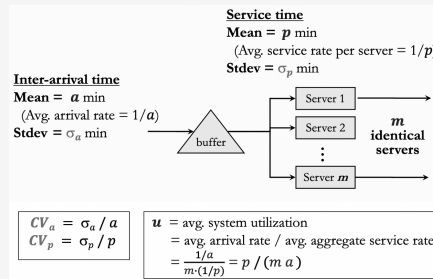 Service time
Mean = p min
(Avg. service rate per server = 1/p
Stdev = σp min
Inter-arrival time
Mean = a min
(Avg. arrival rate = 1/a)
Stdev = σa min
buffer
Server 1
Server 2
⋮
Server m
m
identical
servers
CVa = σa / a
CVp = σp / p
u = avg. system utilization
= avg. arrival rate / avg. aggregate service rate
= 1/a / m·(1/p) = p / (m a)